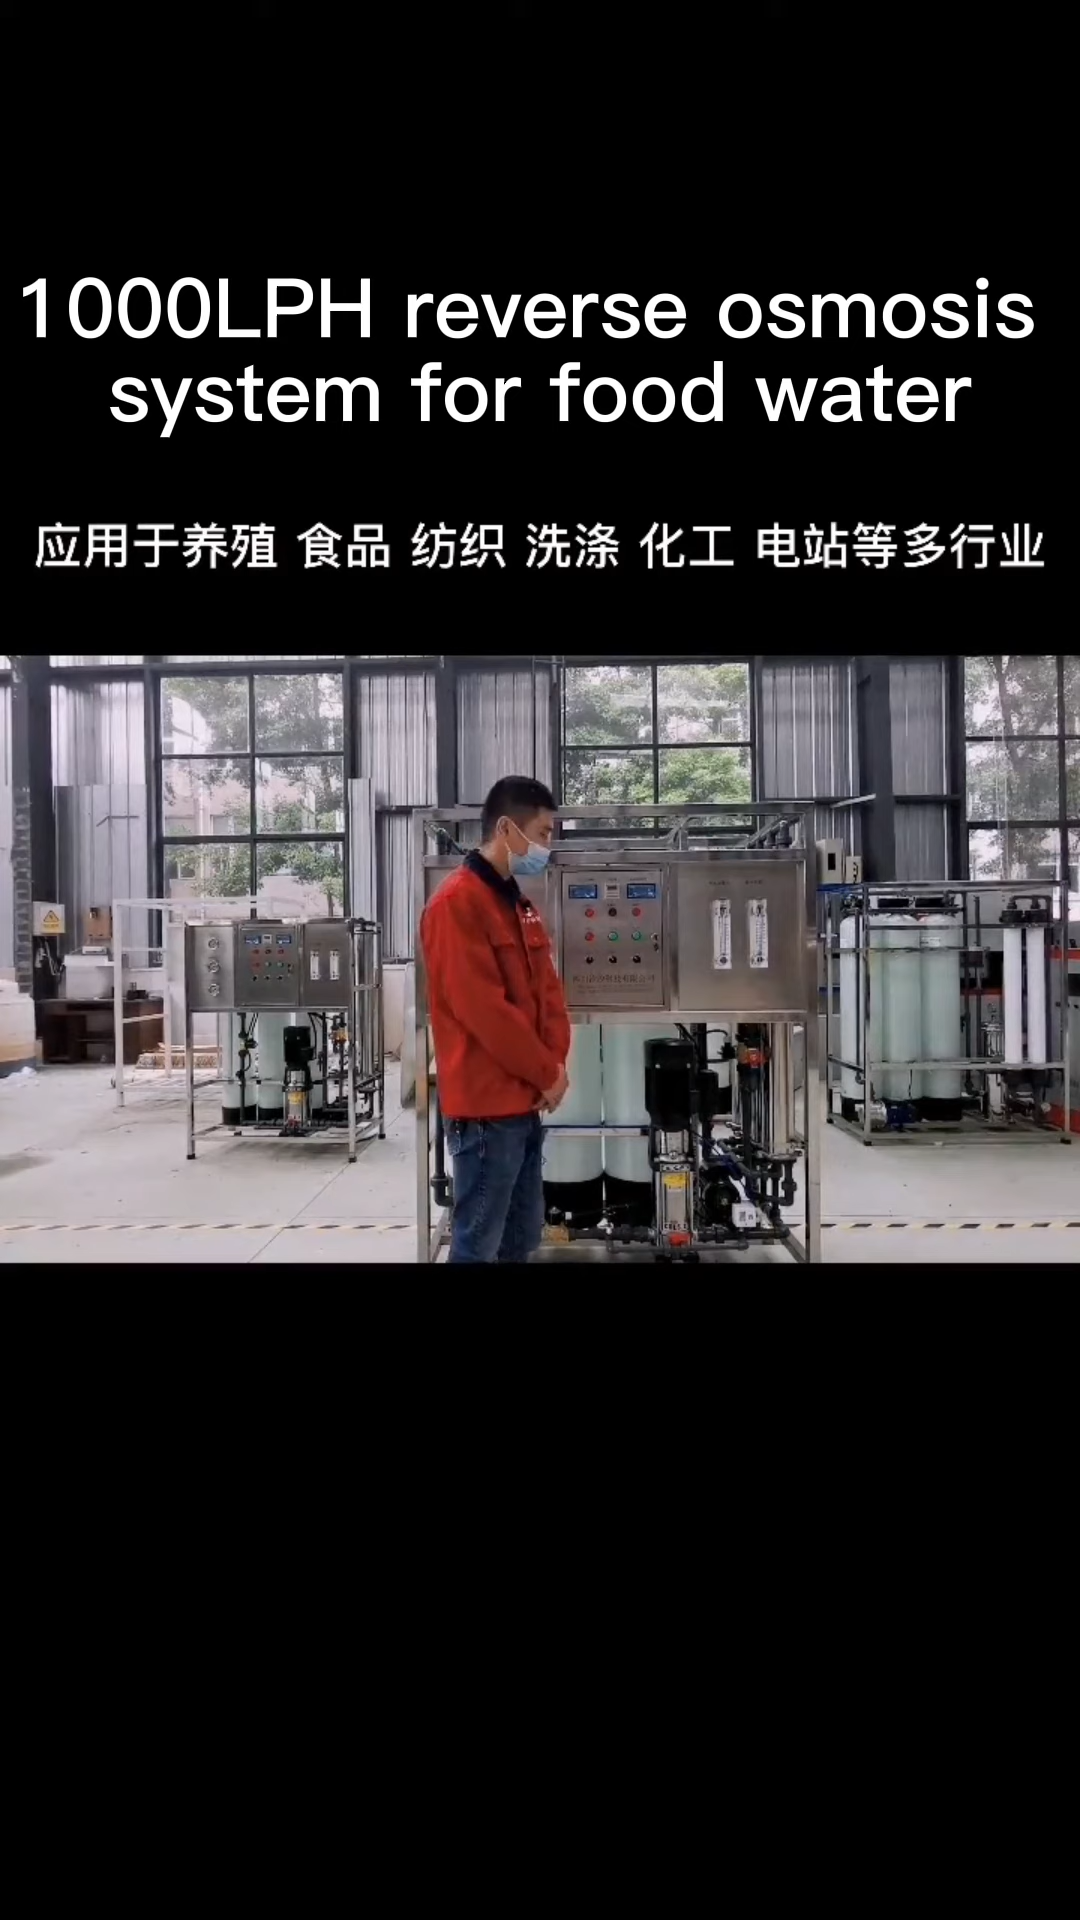 1000LPH reverse osmosis
system for food water
应用于养殖 食品 纺织 洗涤 化工 电站等多行业